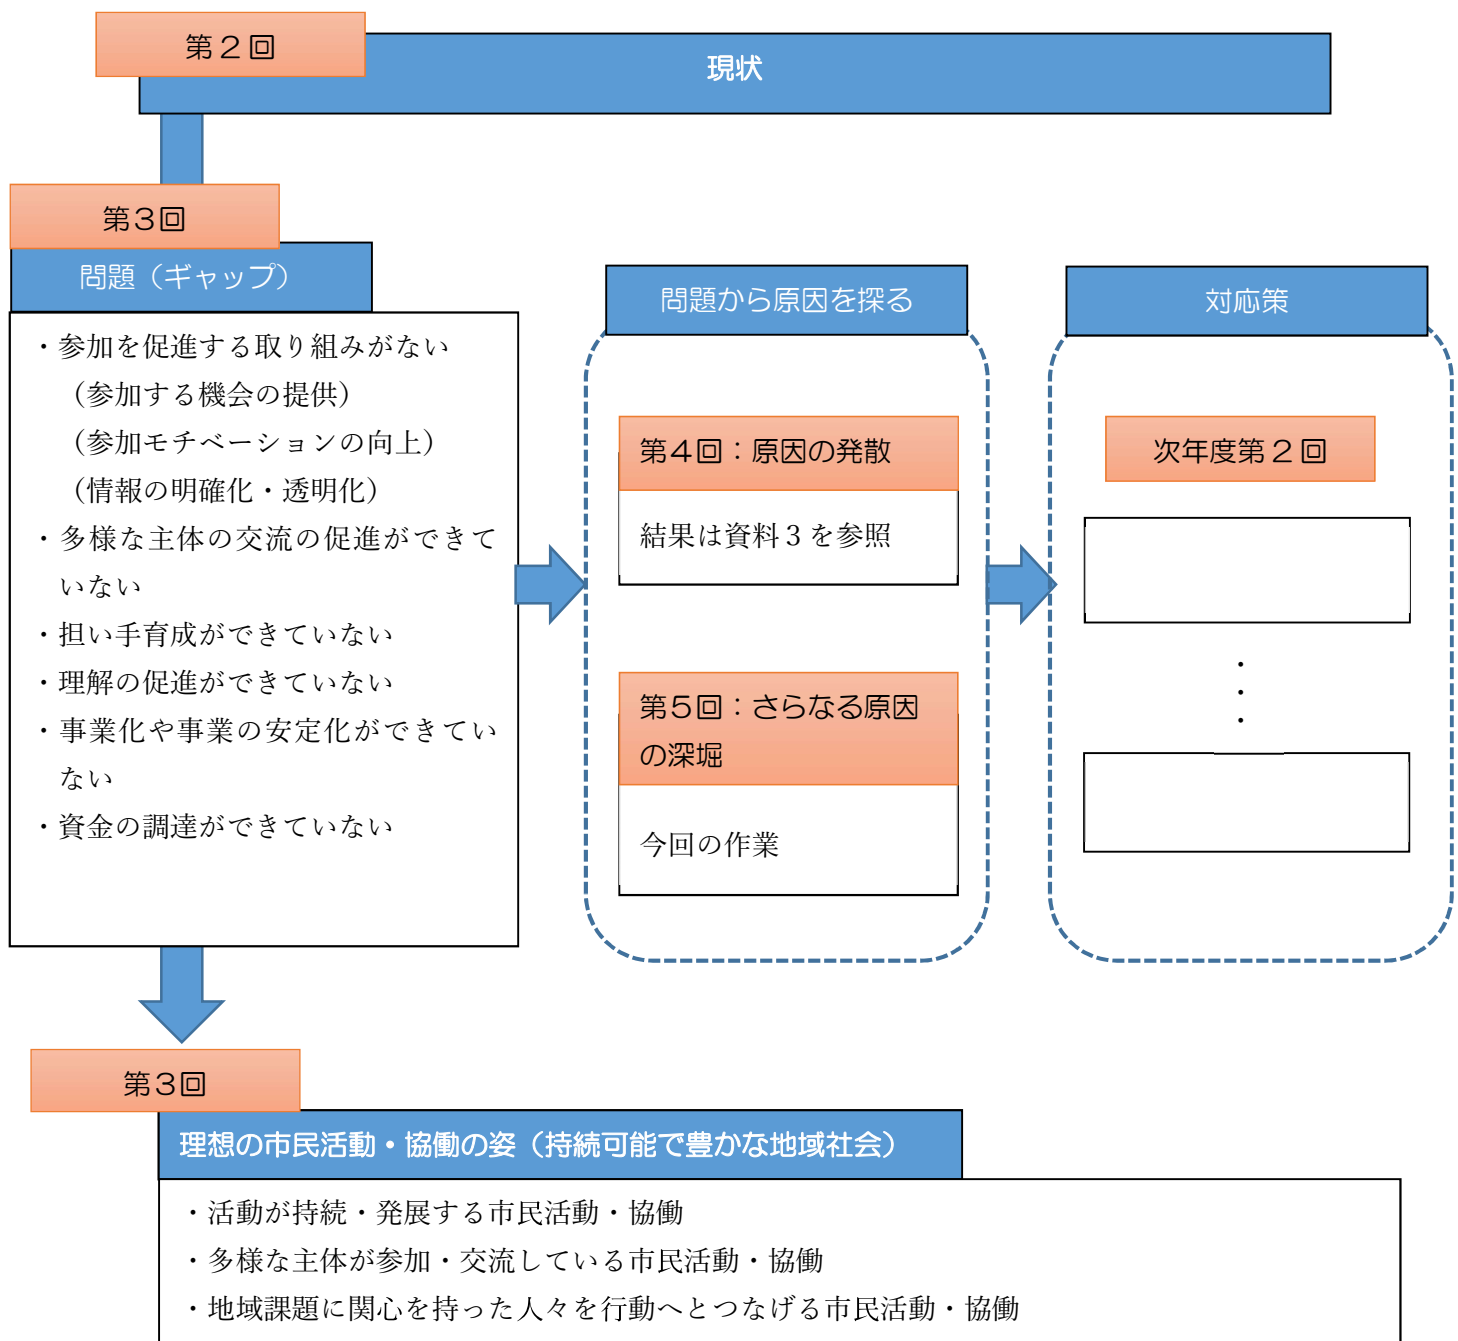 第２回
現状
第３回
問題（ギャップ）
・参加を促進する取り組みがない
（参加する機会の提供）
（参加モチベーションの向上）
（情報の明確化・透明化）
・多様な主体の交流の促進ができて
いない
・担い手育成ができていない
・理解の促進ができていない
・事業化や事業の安定化ができてい
ない
・資金の調達ができていない
問題から原因を探る
第４回：原因の発散
結果は資料３を参照
第５回：さらなる原因
の深堀
今回の作業
対応策
次年度第２回
・
・
・
第３回
理想の市民活動・協働の姿（持続可能で豊かな地域社会）
・活動が持続・発展する市民活動・協働
・多様な主体が参加・交流している市民活動・協働
・地域課題に関心を持った人々を行動へとつなげる市民活動・協働